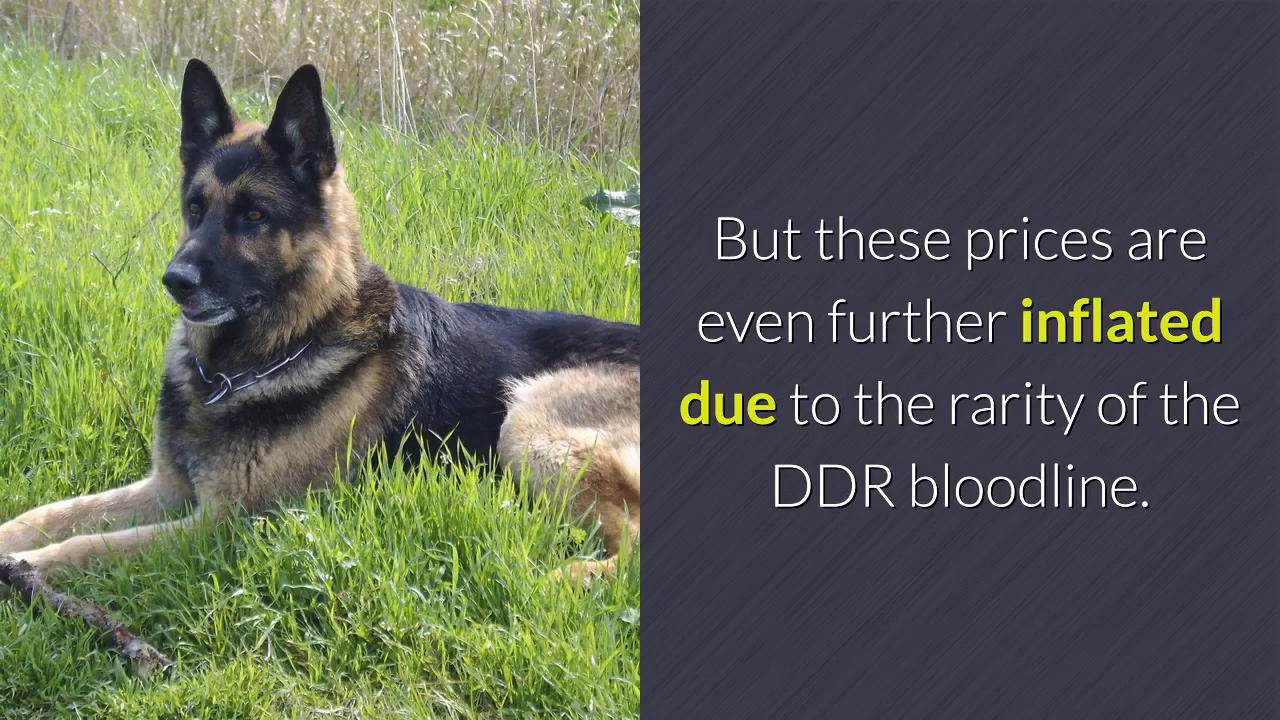 But these prices are
even further inflated
due to the rarity of the
DDR bloodline.